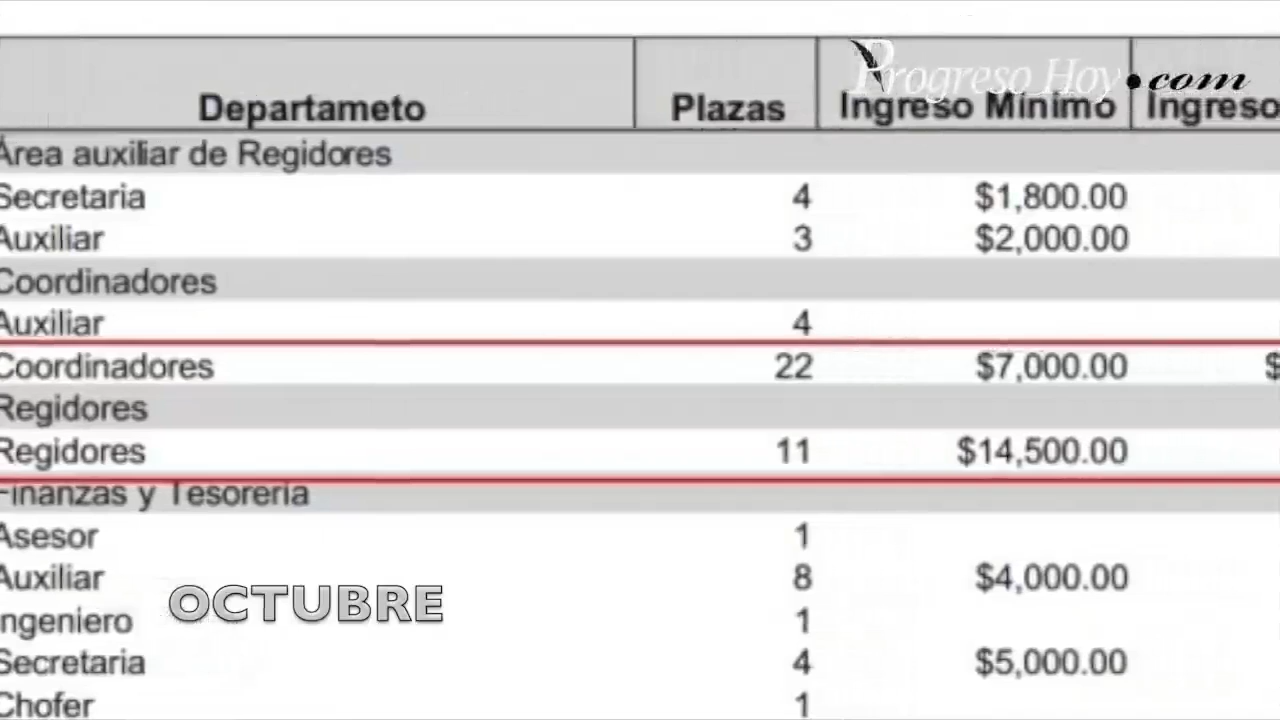 Progreso Hoy.com
Departameto Plazas Ingreso Mínimo Ingreso
Área auxiliar de Regidores
Secretaria 4 $1,800.00
Auxiliar 3 $2,000.00
Coordinadores
Auxiliar 4
Coordinadores 22 $7,000.00 $
Regidores
Regidores 11 $14,500.00
Finanzas y Tesorería
Asesor 1
Auxiliar 8 $4,000.00
OCTUBRE
Ingeniero 1
Secretaria 4 $5,000.00
Chofer 1